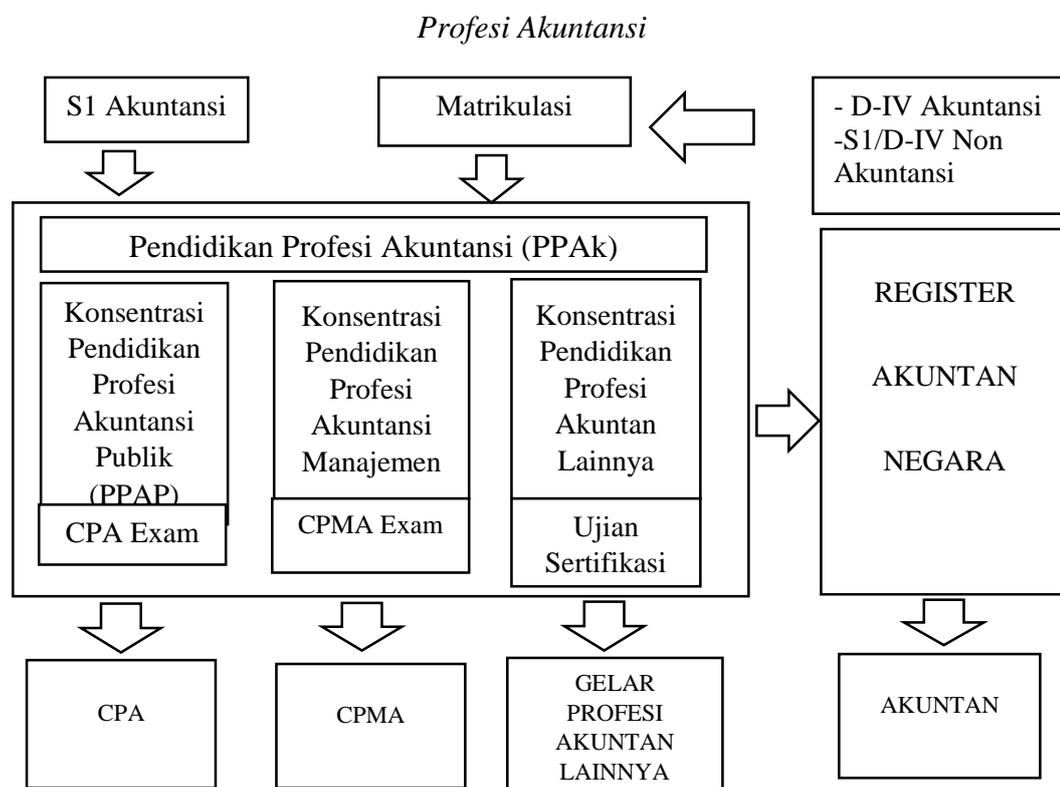 Profesi Akuntansi
S1 Akuntansi
Matrikulasi
- D-IV Akuntansi
-S1/D-IV Non
Akuntansi
Pendidikan Profesi Akuntansi (PPAk)
Konsentrasi
Pendidikan
Profesi
Akuntansi
Publik
(PPAP)
CPA Exam
Konsentrasi
Pendidikan
Profesi
Akuntansi
Manajemen
CPMA Exam
Konsentrasi
Pendidikan
Profesi
Akuntan
Lainnya
Ujian
Sertifikasi
REGISTER
AKUNTAN
NEGARA
CPA
CPMA
GELAR
PROFESI
AKUNTAN
LAINNYA
AKUNTAN